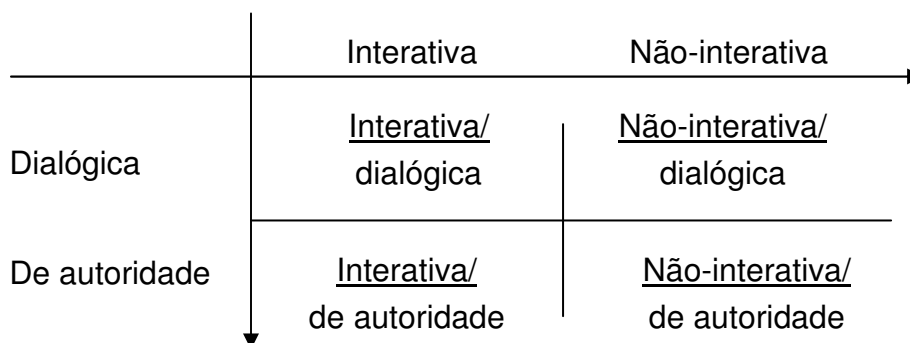 Interativa Não-interativa
Interativa/ Não-interativa/
Dialógica dialógica dialógica
De autoridade Interativa/ Não-interativa/
de autoridade de autoridade